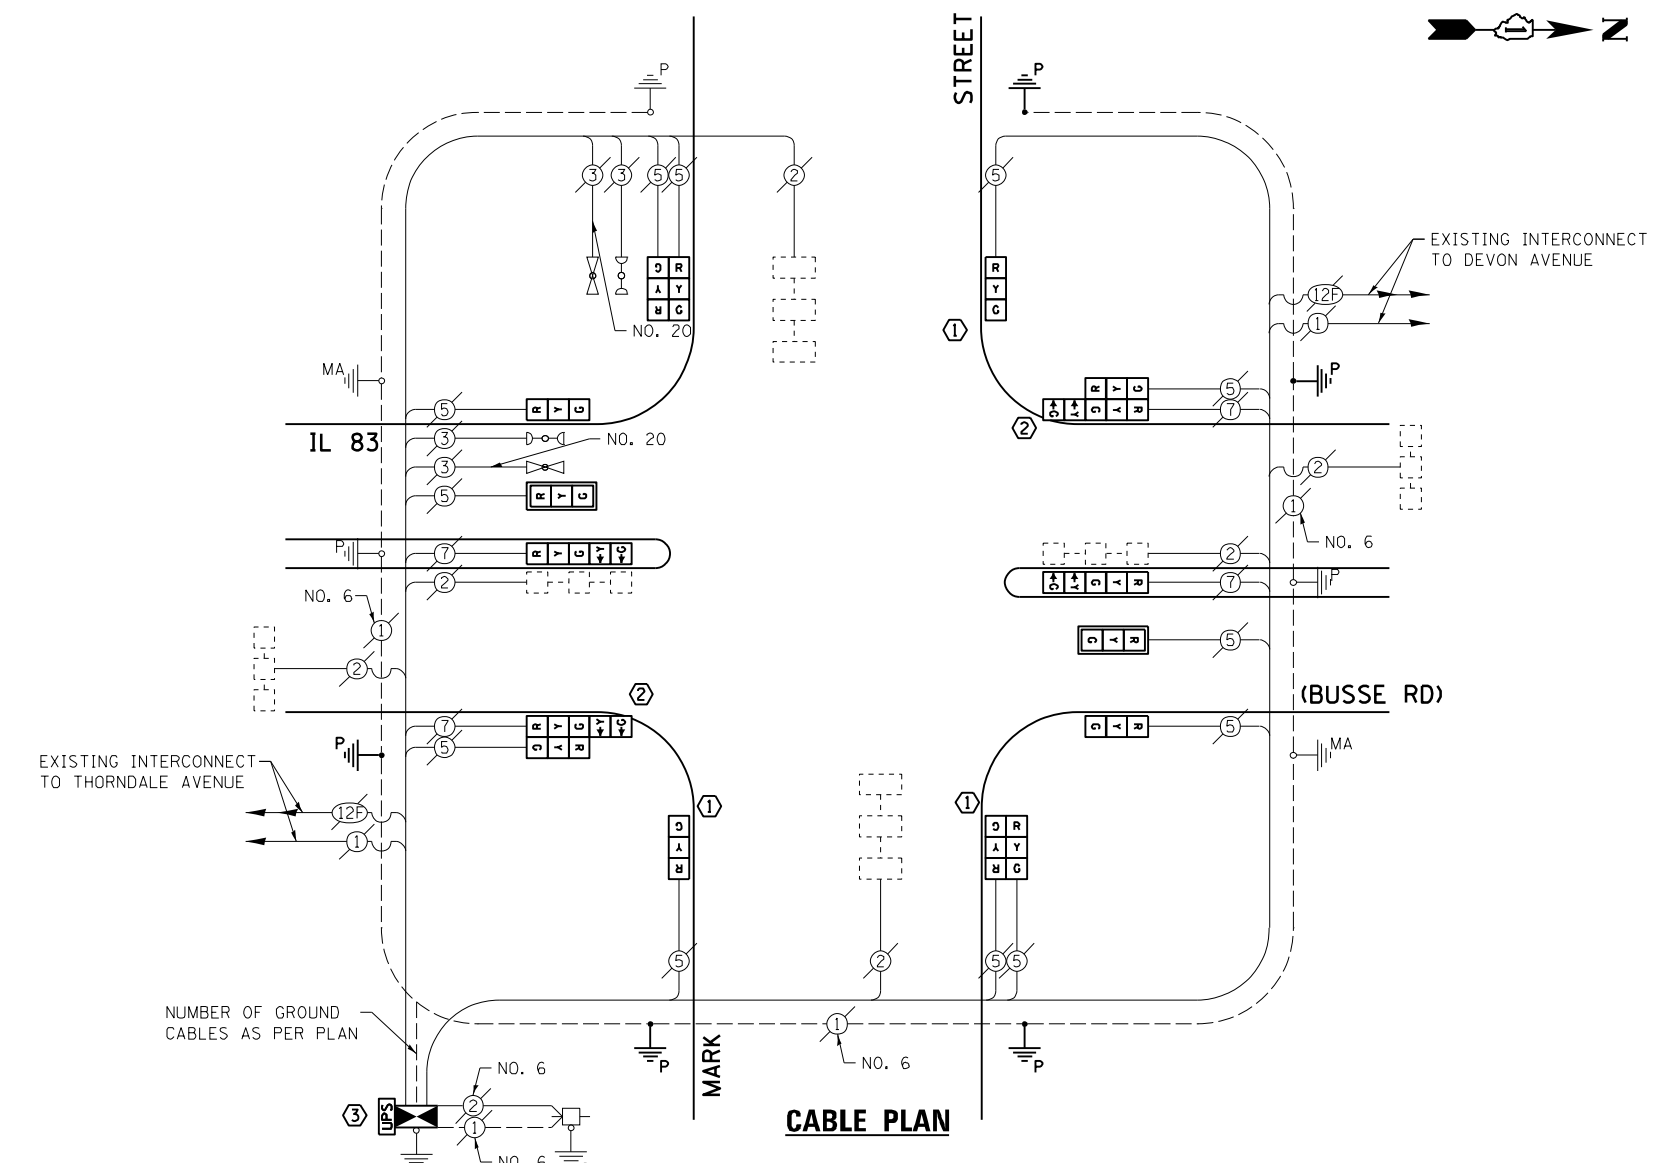 STREET
1
N
P
P
3
3
5
5
2
5
EXISTING INTERCONNECT
TO DEVON AVENUE
G R
Y Y
R G
R
Y
G
12F
1
NO. 20
1
MA
P
5
R Y G
R Y G
5
G Y G Y R
7
IL 83
3
NO. 20
2
3
2
5
R Y G
1
NO. 6
P
7
R Y G Y G
2
2
G Y G Y R
7
P
NO. 6
1
G Y R
5
2
2
(BUSSE RD)
7
R Y G Y G
G Y R
5
P
5
G Y R
MA
EXISTING INTERCONNECT
TO THORNDALE AVENUE
12F
1
1
1
G
Y
R
G R
Y Y
R G
5
2
5
5
NUMBER OF GROUND
CABLES AS PER PLAN
1
NO. 6
P
P
MARK
NO. 6
3
UPS
2
1
NO. 6
CABLE PLAN